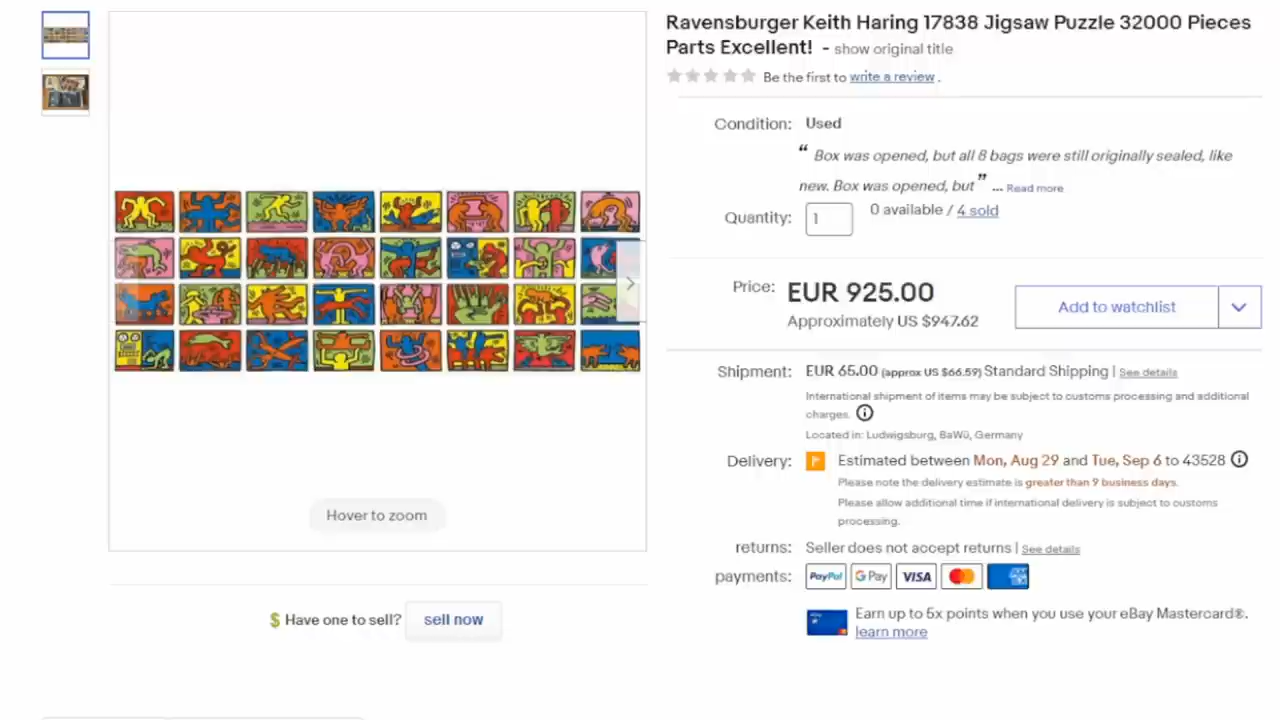 Ravensburger Keith Haring 17838 Jigsaw Puzzle 32000 Pieces
Parts Excellent! - show original title
Be the first to write a review .
Condition: Used
“ Box was opened, but all 8 bags were still originally sealed, like
new. Box was opened, but ” ... Read more
Quantity: 1 0 available / 4 sold
Price: EUR 925.00
Approximately US $947.62
Add to watchlist
Shipment: EUR 65.00 (approx US $66.59) Standard Shipping | See details
International shipment of items may be subject to customs processing and additional
charges.
Located in: Ludwigsburg, BaWü, Germany
Delivery: Estimated between Mon, Aug 29 and Tue, Sep 6 to 43528
Please note the delivery estimate is greater than 9 business days.
Please allow additional time if international delivery is subject to customs
processing.
Hover to zoom
returns: Seller does not accept returns | See details
payments: PayPal G Pay VISA
Earn up to 5x points when you use your eBay Mastercard®.
learn more
$ Have one to sell? sell now